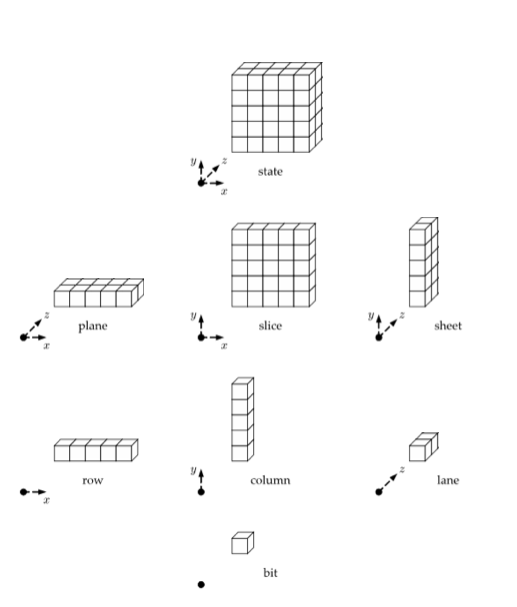 y
z
x
state
z
x
plane
y
x
slice
y
z
sheet
x
row
y
column
z
lane
bit